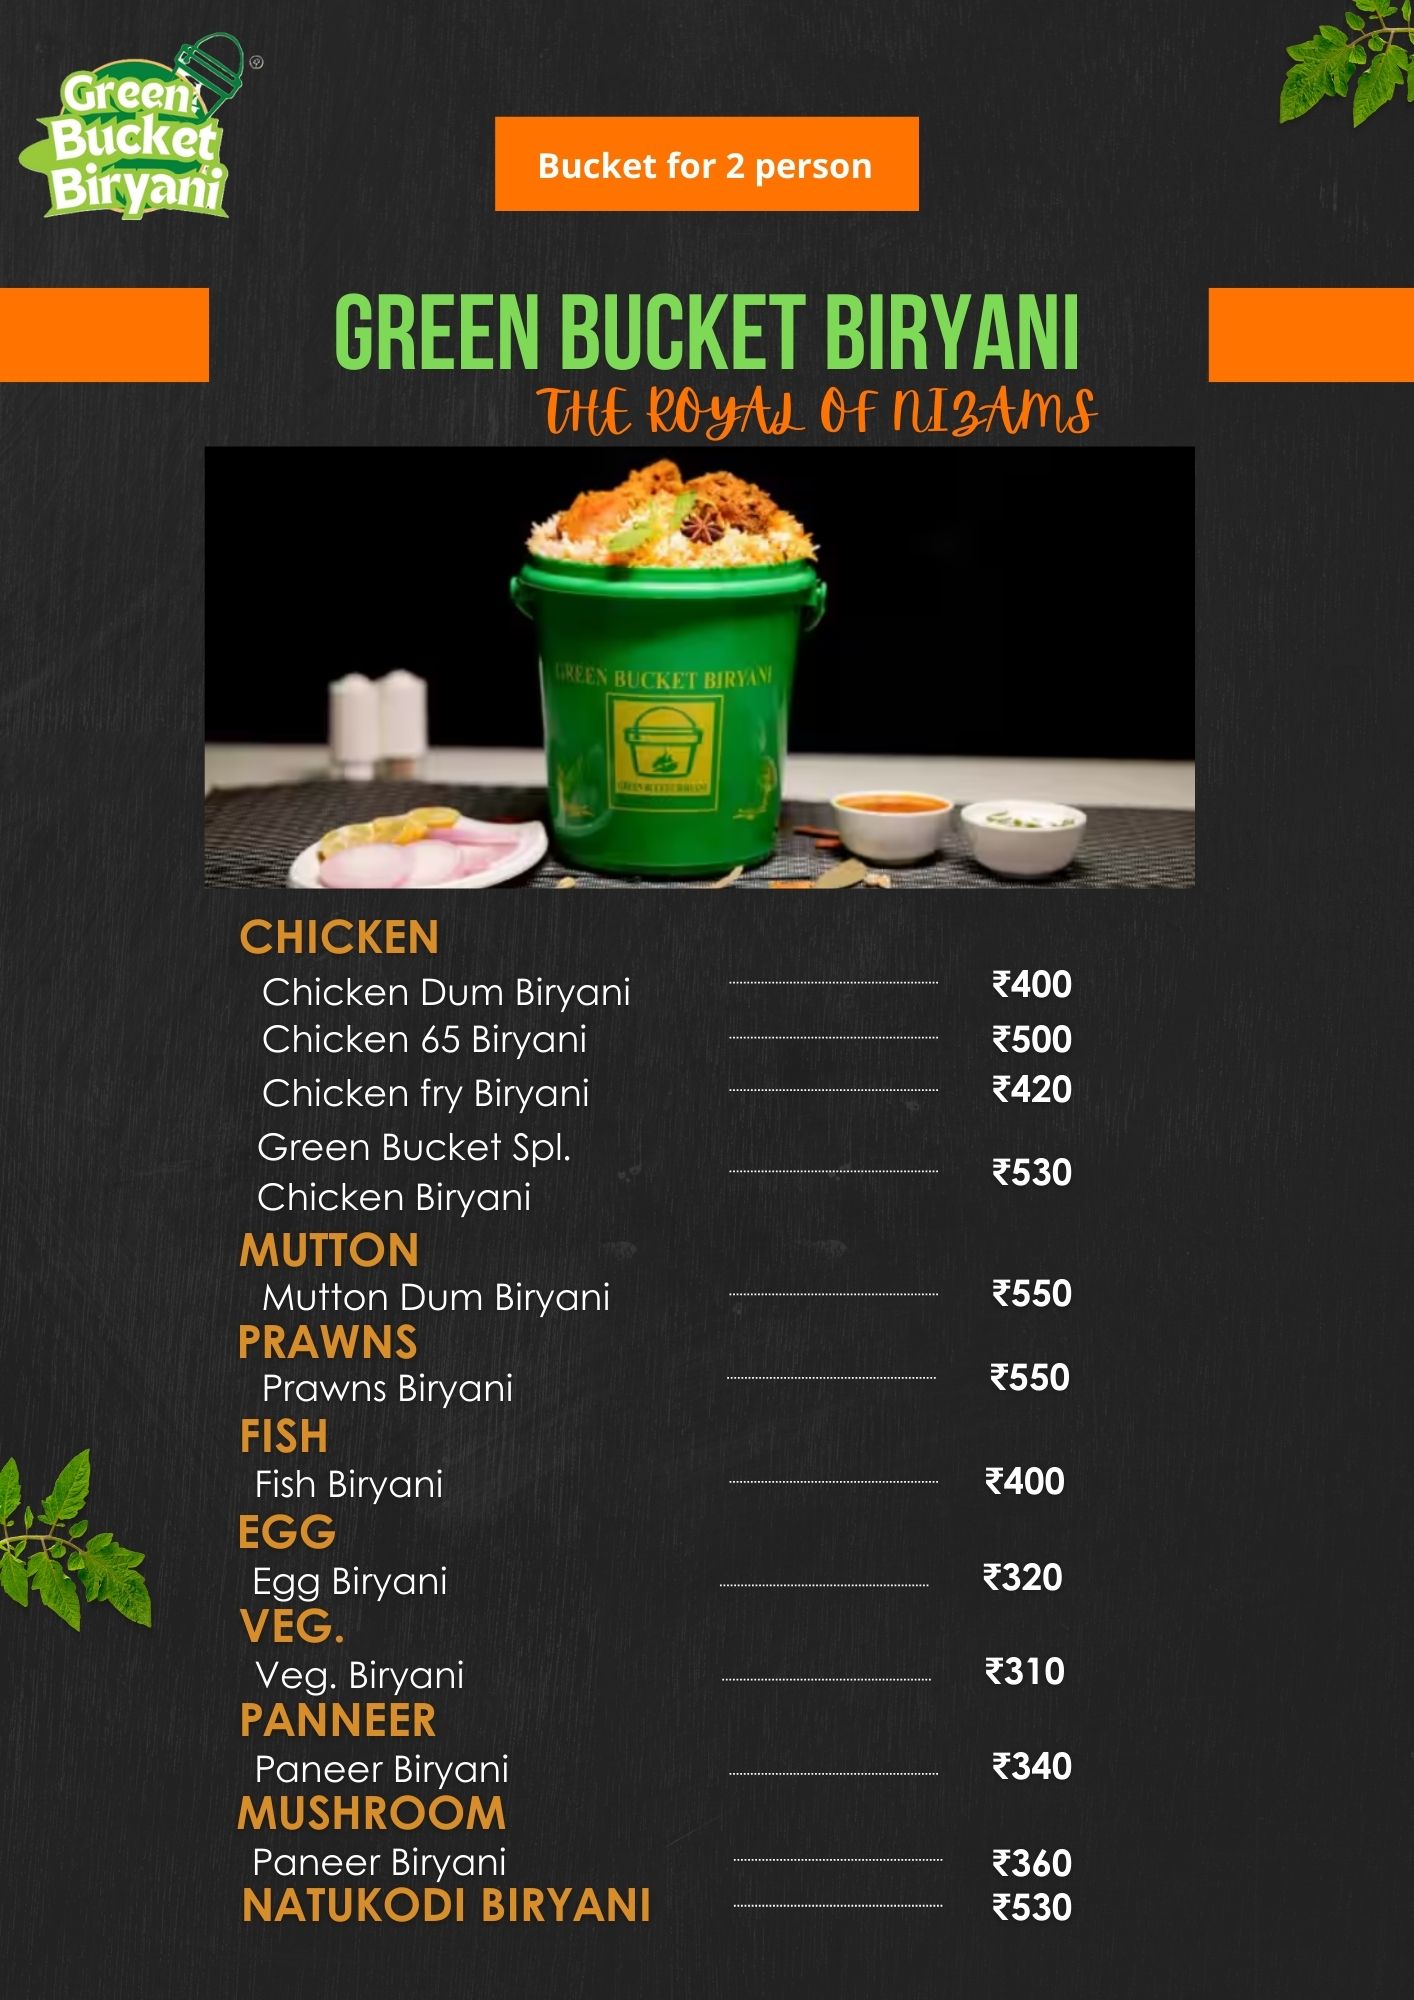 Green
Bucket
Biryani
Bucket for 2 person
GREEN BUCKET BIRYANI
THE ROYAL OF NIZAMS
GREEN BUCKET BIRYANI
GREEN BUCKET BIRYANI
CHICKEN
Chicken Dum Biryani ₹400
Chicken 65 Biryani ₹500
Chicken fry Biryani ₹420
Green Bucket Spl.
Chicken Biryani ₹530
MUTTON
Mutton Dum Biryani ₹550
PRAWNS
Prawns Biryani ₹550
FISH
Fish Biryani ₹400
EGG
Egg Biryani ₹320
VEG.
Veg. Biryani ₹310
PANNEER
Paneer Biryani ₹340
MUSHROOM
Paneer Biryani ₹360
NATUKODI BIRYANI ₹530